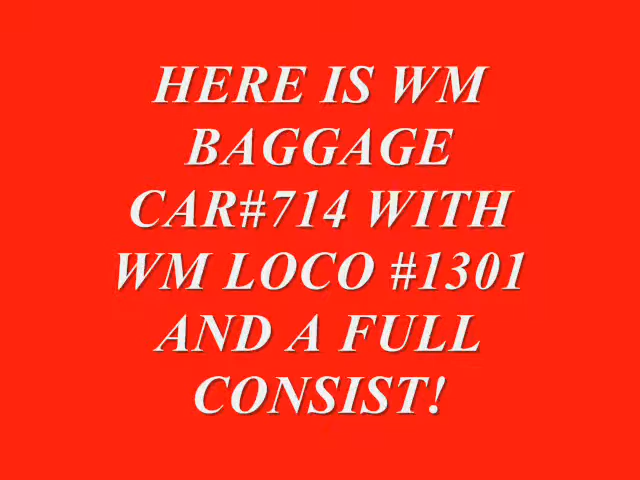 HERE IS WM
BAGGAGE
CAR#714 WITH
WM LOCO #1301
AND A FULL
CONSIST!